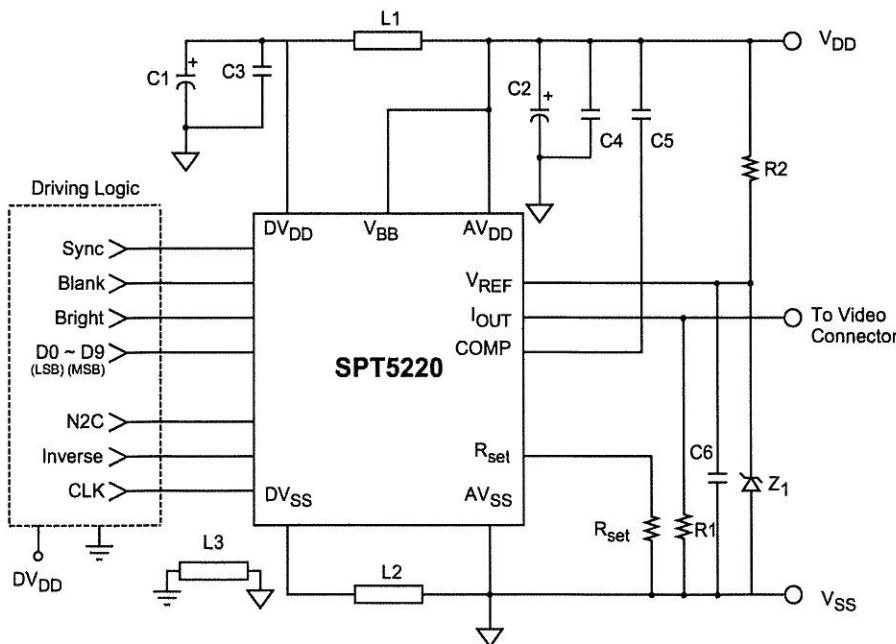 L1
V_DD
C1
+
C3
C2
+
C4
C5
R2
Driving Logic
DV_DD
V_BB
AV_DD
Sync
Blank
V_REF
Bright
I_OUT
To Video
Connector
D0 ~ D9
(LSB) (MSB)
COMP
SPT5220
N2C
Inverse
R_set
C6
CLK
DV_SS
AV_SS
Z_1
R_set
R1
L3
L2
DV_DD
V_SS